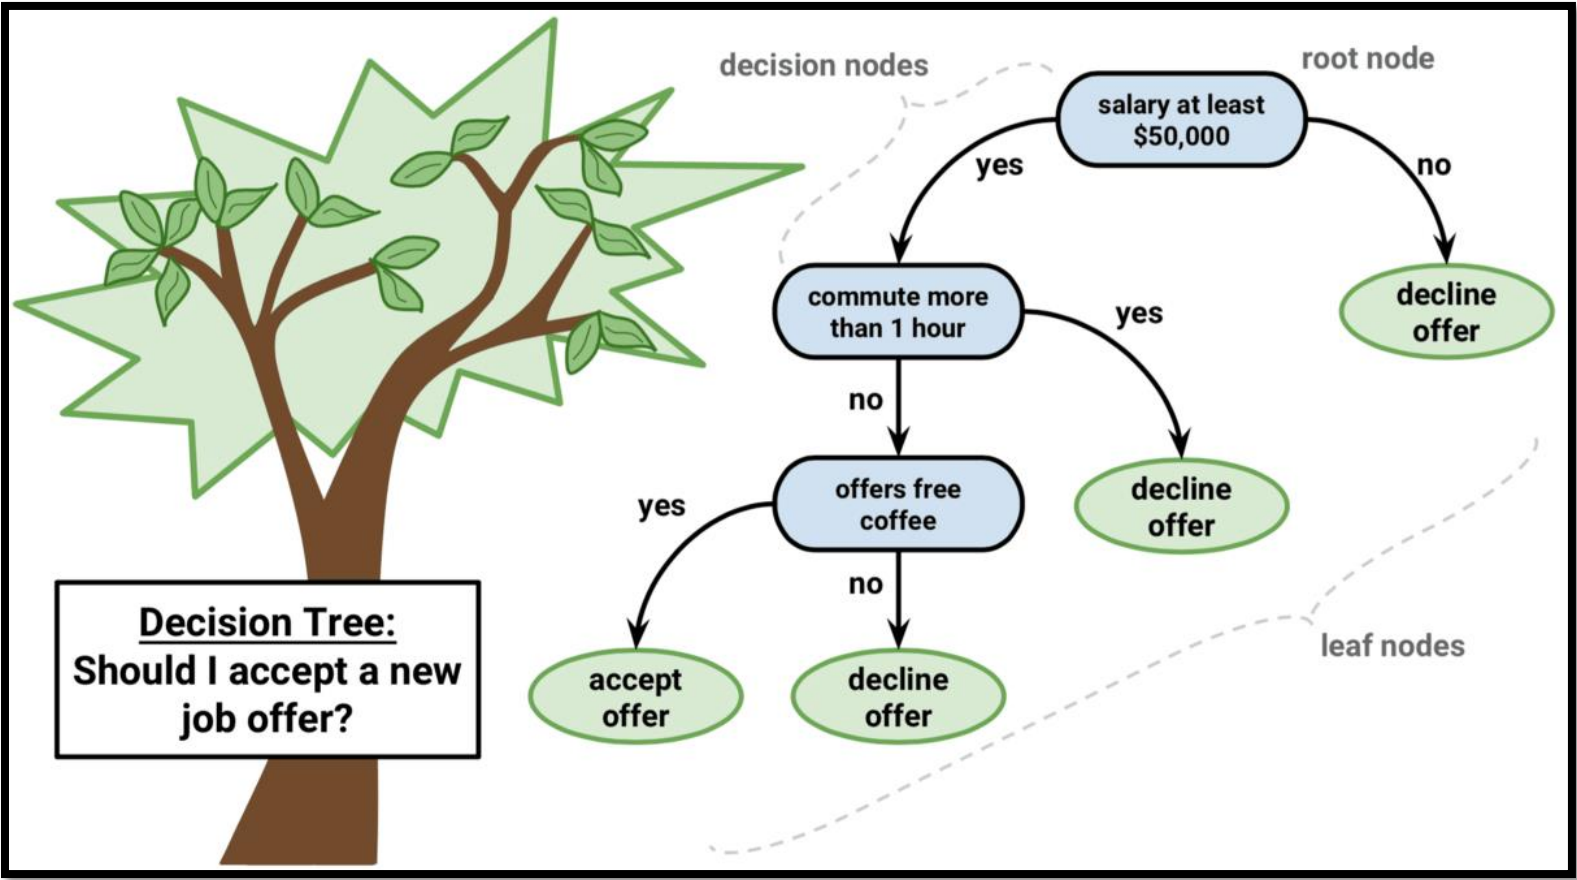 decision nodes
root node
salary at least
$50,000
yes
no
commute more
than 1 hour
yes
decline
offer
no
offers free
coffee
decline
offer
yes
no
leaf nodes
accept
offer
decline
offer
Decision Tree:
Should I accept a new
job offer?